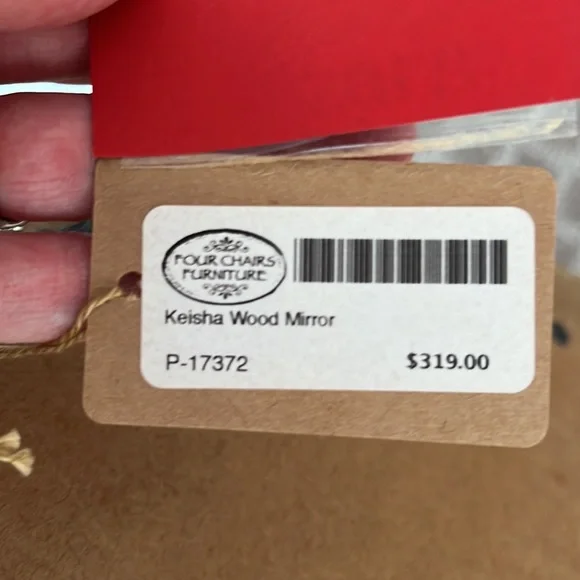 FOUR CHAIRS
FURNITURE
Keisha Wood Mirror
P-17372
$319.00